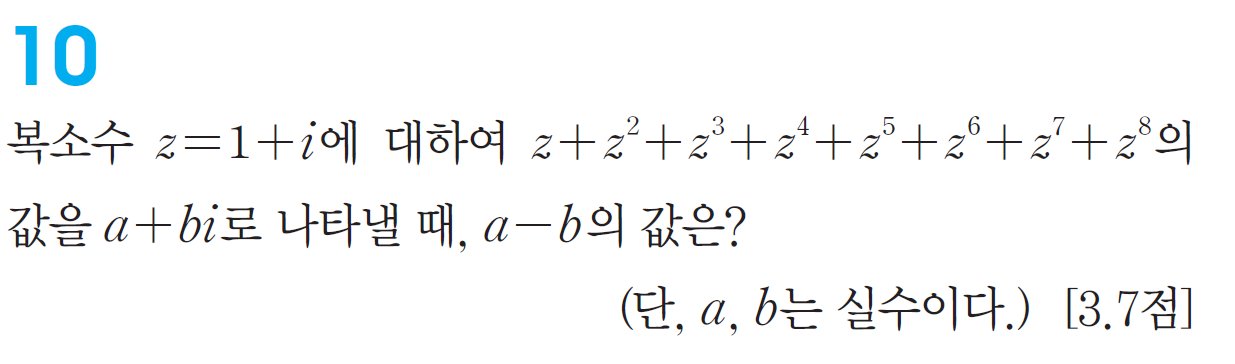 10
복소수 z=1+i에 대하여 z+z²+z³+z⁴+z⁵+z⁶+z⁷+z⁸의
값을 a+bi로 나타낼 때, a-b의 값은?
(단, a, b는 실수이다.) [3.7점]